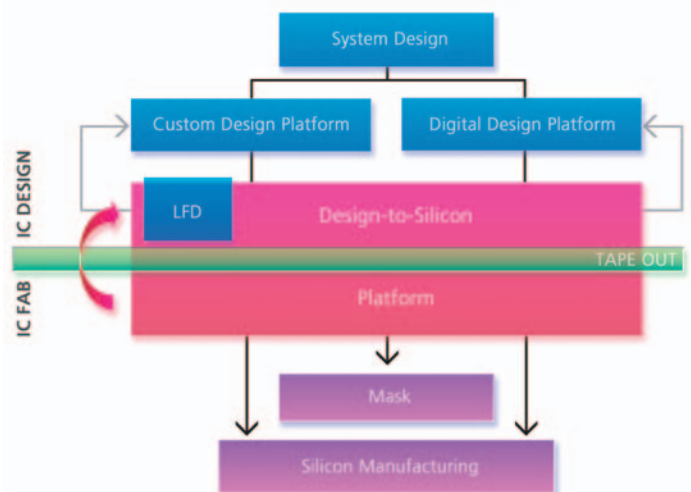 System Design
Custom Design Platform
Digital Design Platform
IC DESIGN
LFD
Design-to-Silicon
TAPE OUT
IC FAB
Platform
Mask
Silicon Manufacturing